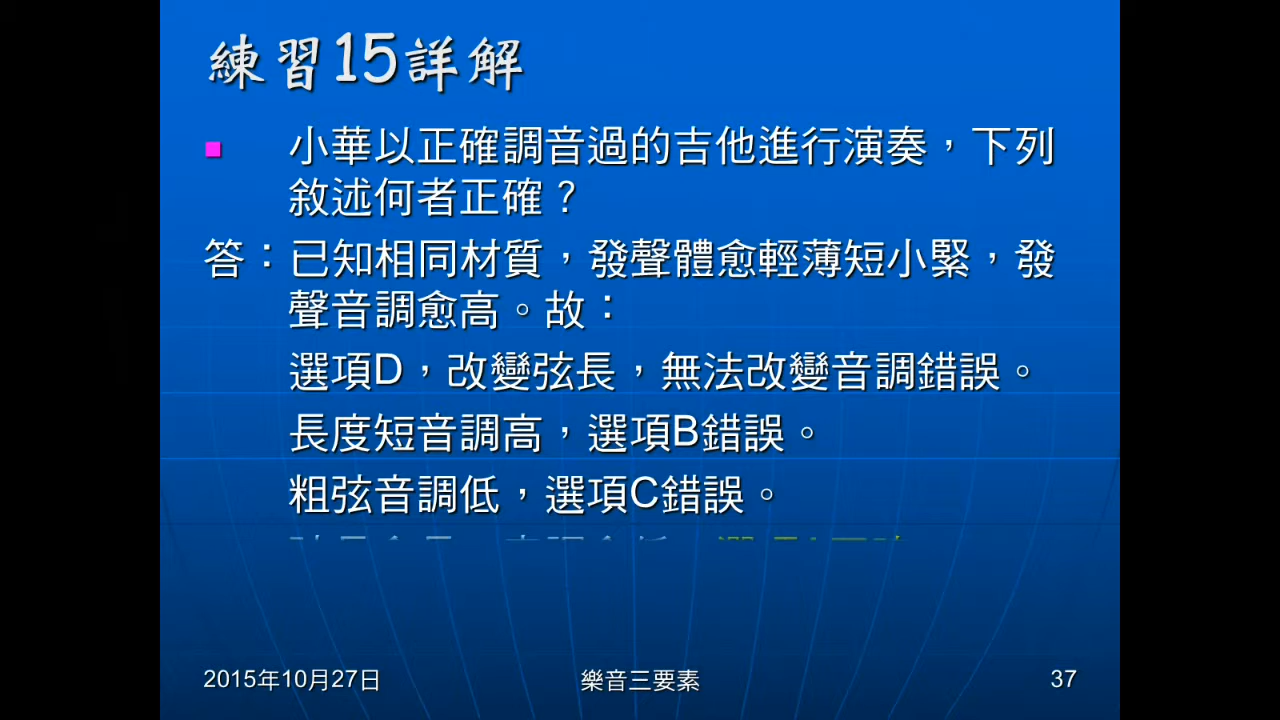 練習15詳解
小華以正確調音過的吉他進行演奏，下列
敘述何者正確？
答：已知相同材質，發聲體愈輕薄短小緊，發
聲音調愈高。故：
選項D，改變弦長，無法改變音調錯誤。
長度短音調高，選項B錯誤。
粗弦音調低，選項C錯誤。
2015年10月27日
樂音三要素
37